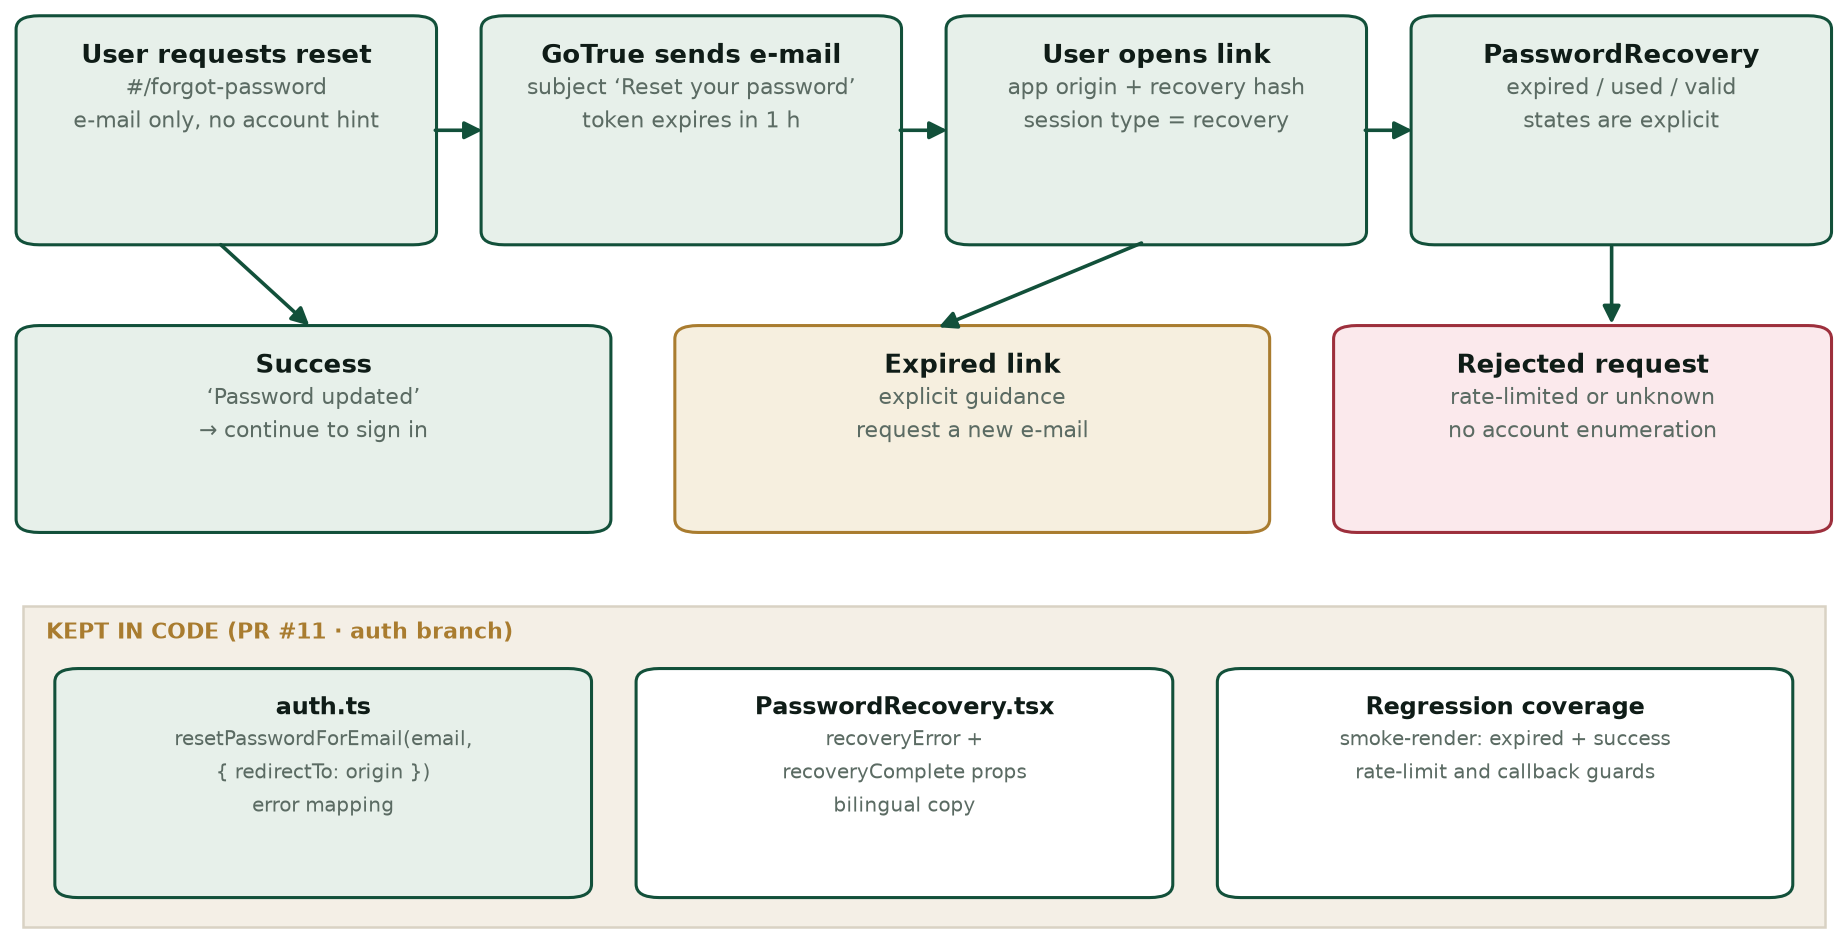 User requests reset
#/forgot-password
e-mail only, no account hint
GoTrue sends e-mail
subject ‘Reset your password’
token expires in 1 h
User opens link
app origin + recovery hash
session type = recovery
PasswordRecovery
expired / used / valid
states are explicit
Success
‘Password updated’
→ continue to sign in
Expired link
explicit guidance
request a new e-mail
Rejected request
rate-limited or unknown
no account enumeration
KEPT IN CODE (PR #11 · auth branch)
auth.ts
resetPasswordForEmail(email,
{ redirectTo: origin })
error mapping
PasswordRecovery.tsx
recoveryError +
recoveryComplete props
bilingual copy
Regression coverage
smoke-render: expired + success
rate-limit and callback guards